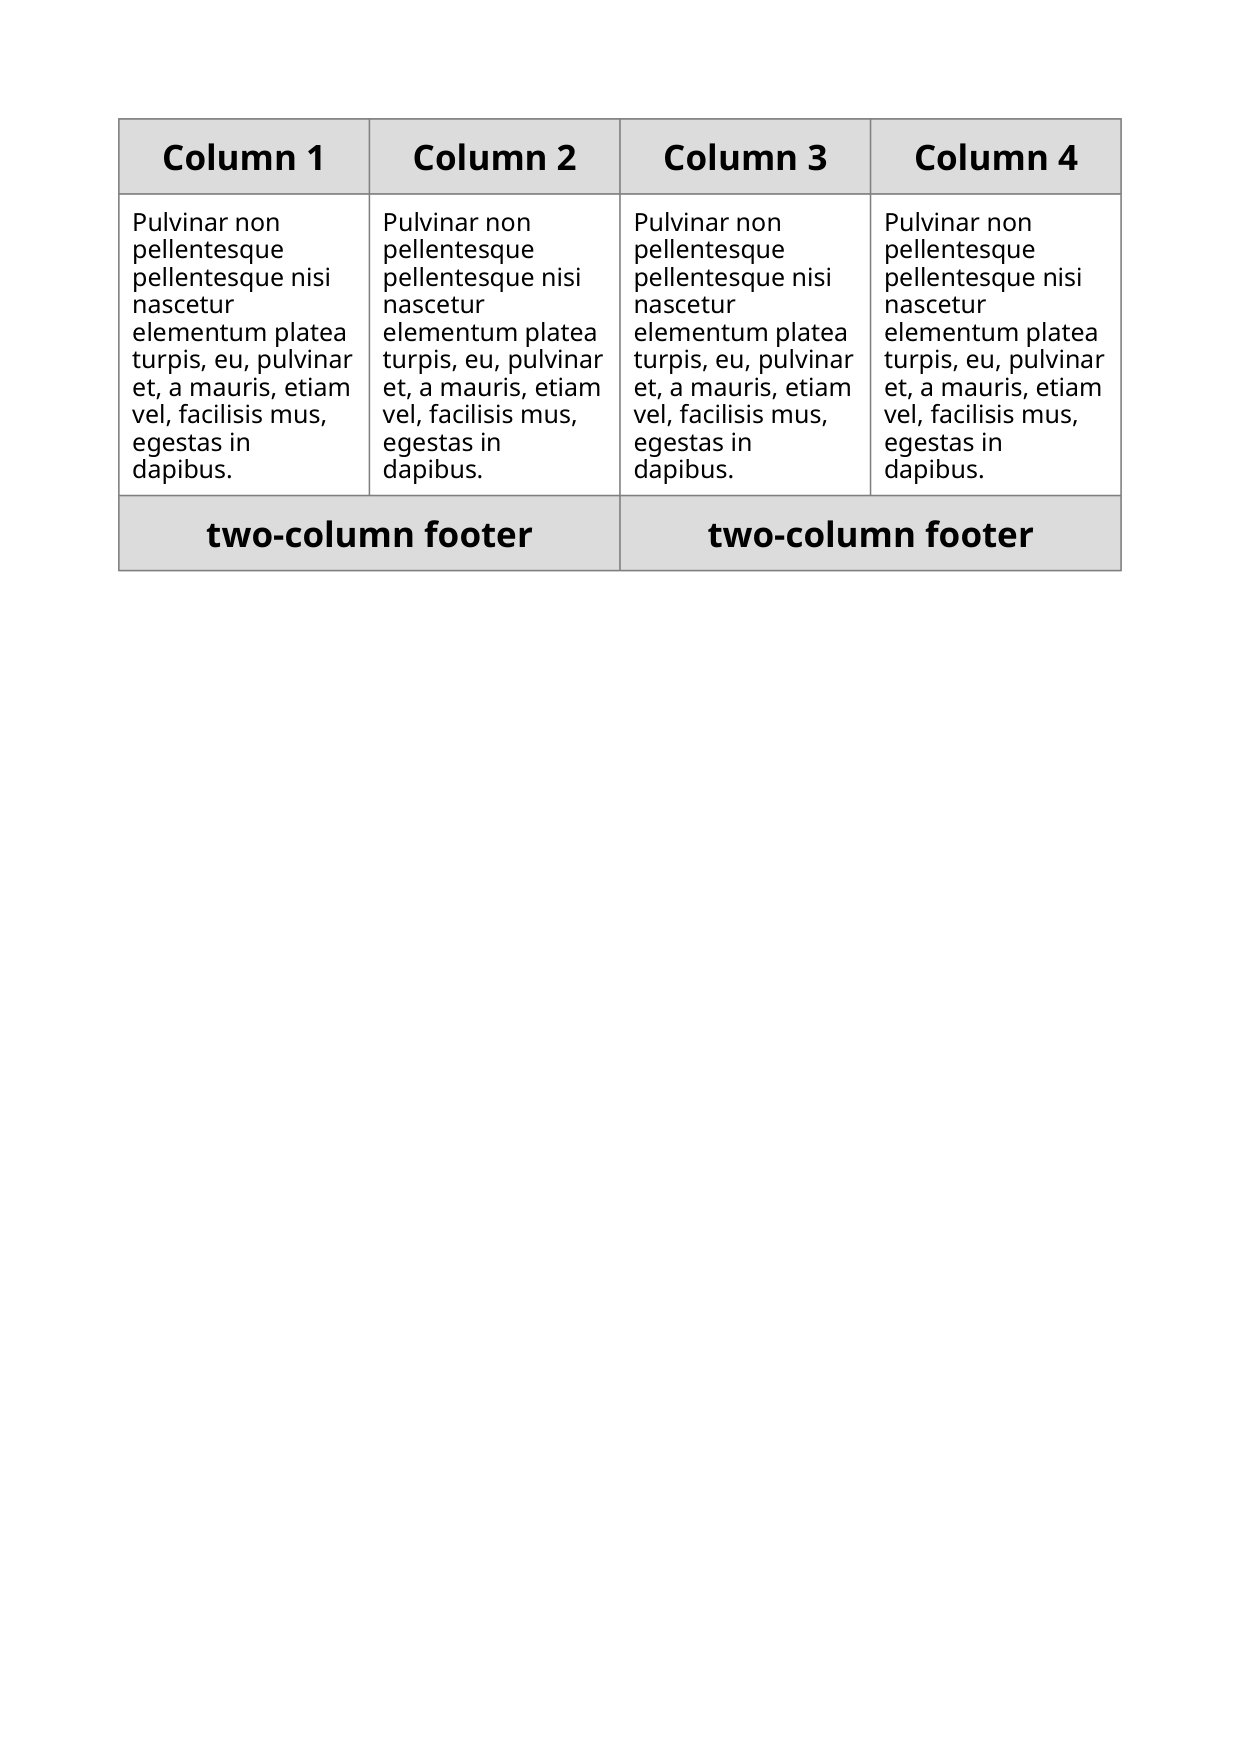 Column 1 Column 2 Column 3 Column 4
Pulvinar non
pellentesque
pellentesque nisi
nascetur
elementum platea
turpis, eu, pulvinar
et, a mauris, etiam
vel, facilisis mus,
egestas in
dapibus.
Pulvinar non
pellentesque
pellentesque nisi
nascetur
elementum platea
turpis, eu, pulvinar
et, a mauris, etiam
vel, facilisis mus,
egestas in
dapibus.
Pulvinar non
pellentesque
pellentesque nisi
nascetur
elementum platea
turpis, eu, pulvinar
et, a mauris, etiam
vel, facilisis mus,
egestas in
dapibus.
Pulvinar non
pellentesque
pellentesque nisi
nascetur
elementum platea
turpis, eu, pulvinar
et, a mauris, etiam
vel, facilisis mus,
egestas in
dapibus.
two-column footer two-column footer